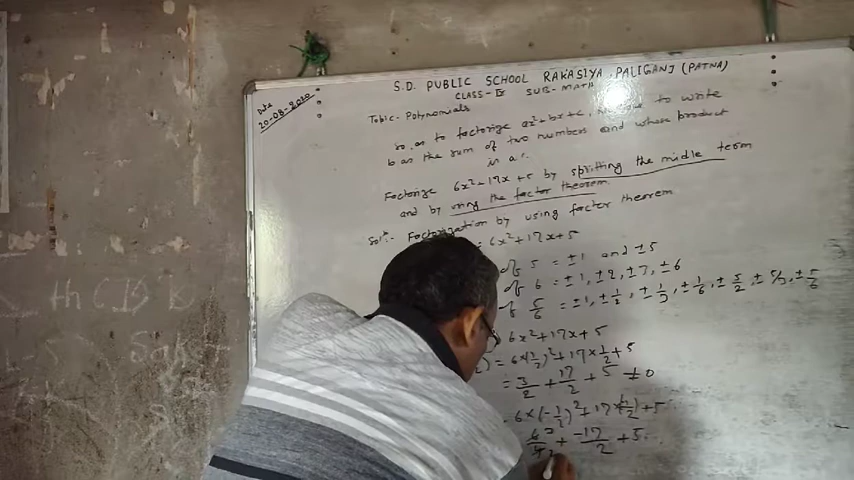 S.D. PUBLIC SCHOOL RAKASIYA, PALIGANJ (PATNA)
CLASS-IX SUB-MATH
Date
20-08-2020
Topic- Polynomials
so, as to factorize ax²+bx+c, to write
b as the sum of two numbers and whose product
is a
Factorize 6x²+17x+5 by splitting the midle term
and by using the factor theorem
Solⁿ:- Factorization by using factor theorem
= 6x²+17x+5
of 5 = ±1 and ±5
of 6 = ±1, ±2, ±3, ±6
of 5/6 = ±1, ±1/2, ±1/3, ±1/6, ±5/2, ±5/3, ±5/6
6x²+17x+5
) = 6×(1/2)²+17×1/2+5
= 3/2 + 17/2 + 5 ≠0
6×(-1/2)²+17×(-1/2)+5
+ -17/2 +5